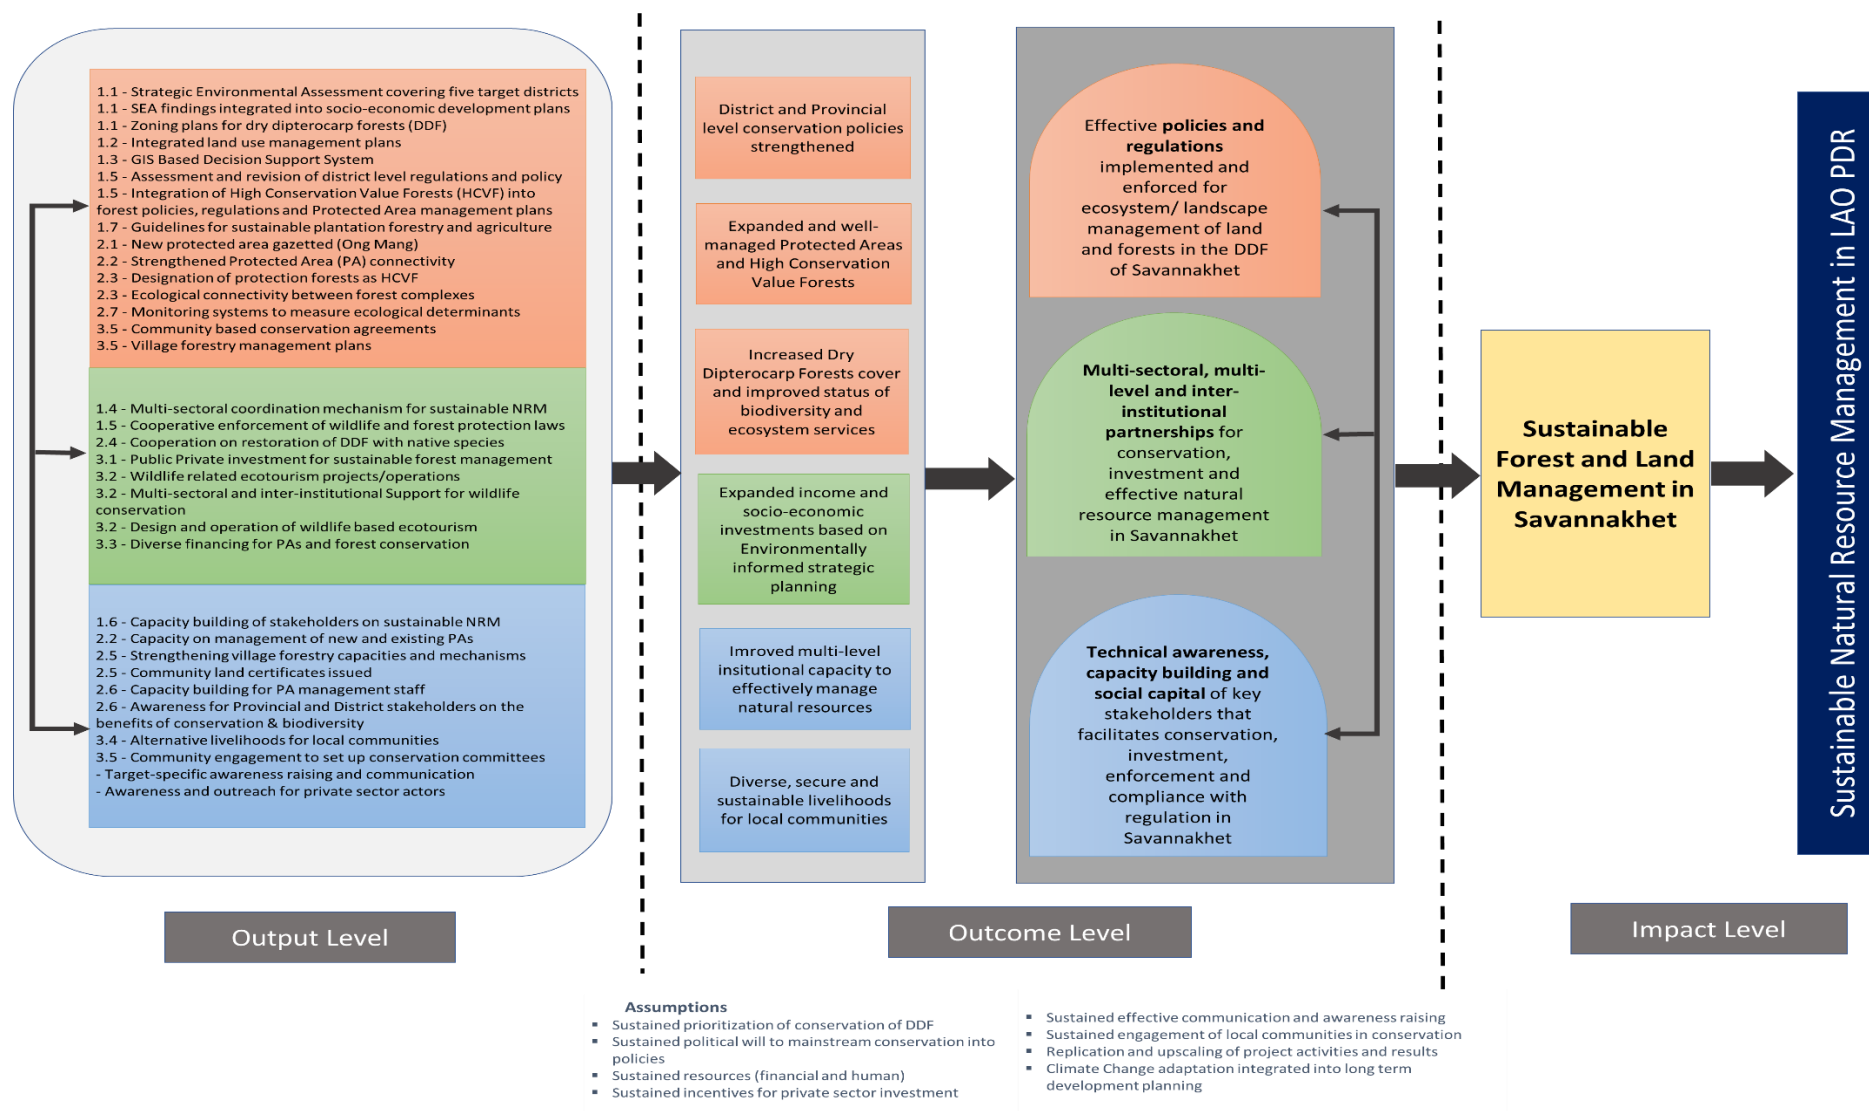 1.1 - Strategic Environmental Assessment covering five target districts
1.1 - SEA findings integrated into socio-economic development plans
1.1 - Zoning plans for dry dipterocarp forests (DDF)
1.2 - Integrated land use management plans
1.3 - GIS Based Decision Support System
1.5 - Assessment and revision of district level regulations and policy
1.5 - Integration of High Conservation Value Forests (HCVF) into
forest policies, regulations and Protected Area management plans
1.7 - Guidelines for sustainable plantation forestry and agriculture
2.1 - New protected area gazetted (Ong Mang)
2.2 - Strengthened Protected Area (PA) connectivity
2.3 - Designation of protection forests as HCVF
2.3 - Ecological connectivity between forest complexes
2.7 - Monitoring systems to measure ecological determinants
3.5 - Community based conservation agreements
3.5 - Village forestry management plans
1.4 - Multi-sectoral coordination mechanism for sustainable NRM
1.5 - Cooperative enforcement of wildlife and forest protection laws
2.4 - Cooperation on restoration of DDF with native species
3.1 - Public Private investment for sustainable forest management
3.2 - Wildlife related ecotourism projects/operations
3.2 - Multi-sectoral and inter-institutional Support for wildlife
conservation
3.2 - Design and operation of wildlife based ecotourism
3.3 - Diverse financing for PAs and forest conservation
1.6 - Capacity building of stakeholders on sustainable NRM
2.2 - Capacity on management of new and existing PAs
2.5 - Strengthening village forestry capacities and mechanisms
2.5 - Community land certificates issued
2.6 - Capacity building for PA management staff
2.6 - Awareness for Provincial and District stakeholders on the
benefits of conservation & biodiversity
3.4 - Alternative livelihoods for local communities
3.5 - Community engagement to set up conservation committees
- Target-specific awareness raising and communication
- Awareness and outreach for private sector actors
Output Level
District and Provincial
level conservation policies
strengthened
Expanded and well-
managed Protected Areas
and High Conservation
Value Forests
Increased Dry
Dipterocarp Forests cover
and improved status of
biodiversity and
ecosystem services
Expanded income and
socio-economic
investments based on
Environmentally
informed strategic
planning
Imroved multi-level
insitutional capacity to
effectively manage
natural resources
Diverse, secure and
sustainable livelihoods
for local communities
Effective policies and
regulations
implemented and
enforced for
ecosystem/ landscape
management of land
and forests in the DDF
of Savannakhet
Multi-sectoral, multi-
level and inter-
institutional
partnerships for
conservation,
investment and
effective natural
resource management
in Savannakhet
Technical awareness,
capacity building and
social capital of key
stakeholders that
facilitates conservation,
investment,
enforcement and
compliance with
regulation in
Savannakhet
Outcome Level
Sustainable
Forest and Land
Management in
Savannakhet
Sustainable Natural Resource Management in LAO PDR
Impact Level
Assumptions
▪ Sustained prioritization of conservation of DDF
▪ Sustained political will to mainstream conservation into
policies
▪ Sustained resources (financial and human)
▪ Sustained incentives for private sector investment
▪ Sustained effective communication and awareness raising
▪ Sustained engagement of local communities in conservation
▪ Replication and upscaling of project activities and results
▪ Climate Change adaptation integrated into long term
development planning